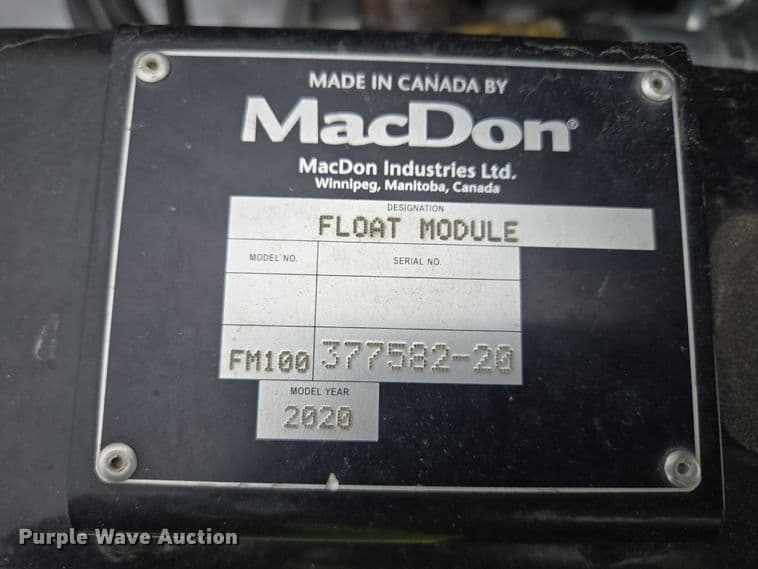 MADE IN CANADA BY
MacDon®
MacDon Industries Ltd.
Winnipeg, Manitoba, Canada
DESIGNATION
FLOAT MODULE
MODEL NO. SERIAL NO.
FM100 377582-20
MODEL YEAR
2020
Purple Wave Auction